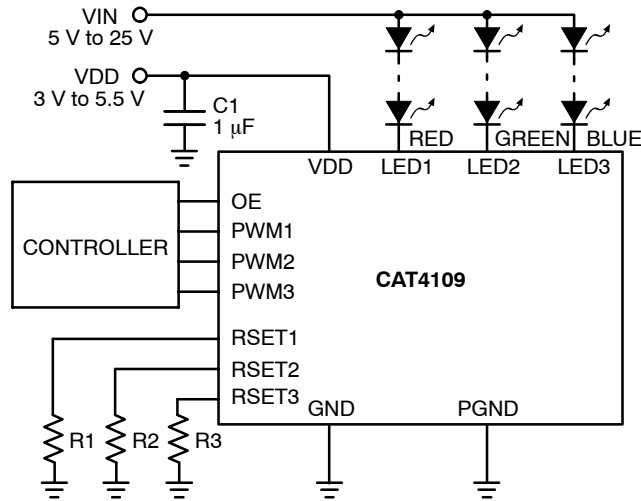 VIN
5 V to 25 V
VDD
3 V to 5.5 V
C1
1 μF
RED
GREEN
BLUE
VDD
LED1
LED2
LED3
CONTROLLER
OE
PWM1
PWM2
PWM3
CAT4109
RSET1
RSET2
RSET3
GND
PGND
R1
R2
R3